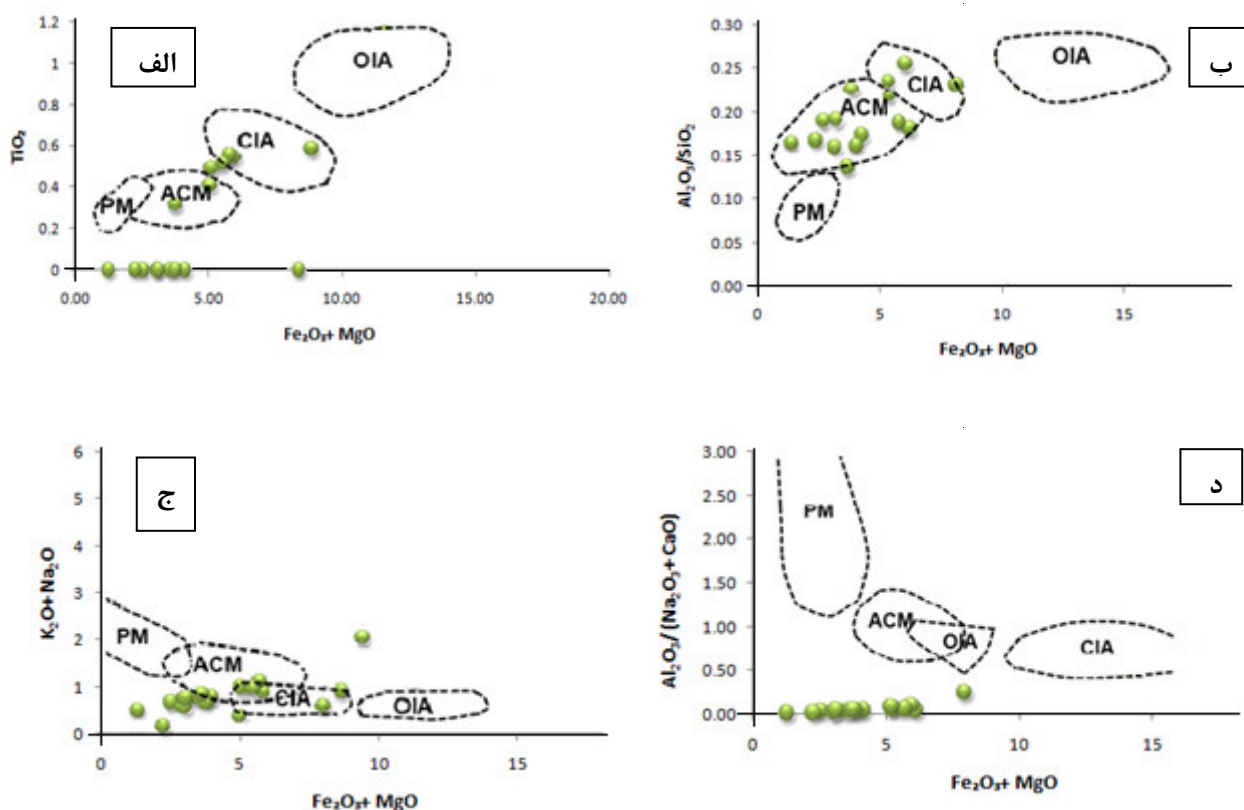 الف
TiO₂
1.2
1
0.8
0.6
0.4
0.2
0
OIA
CIA
ACM
PM
0.00
5.00
10.00
15.00
20.00
Fe₂O₃+ MgO
ب
Al₂O₃/SiO₂
0.30
0.25
0.20
0.15
0.10
0.05
0.00
OIA
CIA
ACM
PM
0
5
10
15
Fe₂O₃+ MgO
ج
K₂O+Na₂O
6
5
4
3
2
1
0
PM
ACM
CIA
OIA
0
5
10
15
Fe₂O₃+ MgO
د
Al₂O₃/ (Na₂O₃+ CaO)
3.00
2.50
2.00
1.50
1.00
0.50
0.00
PM
ACM
OIA
CIA
0
5
10
15
Fe₂O₃+ MgO